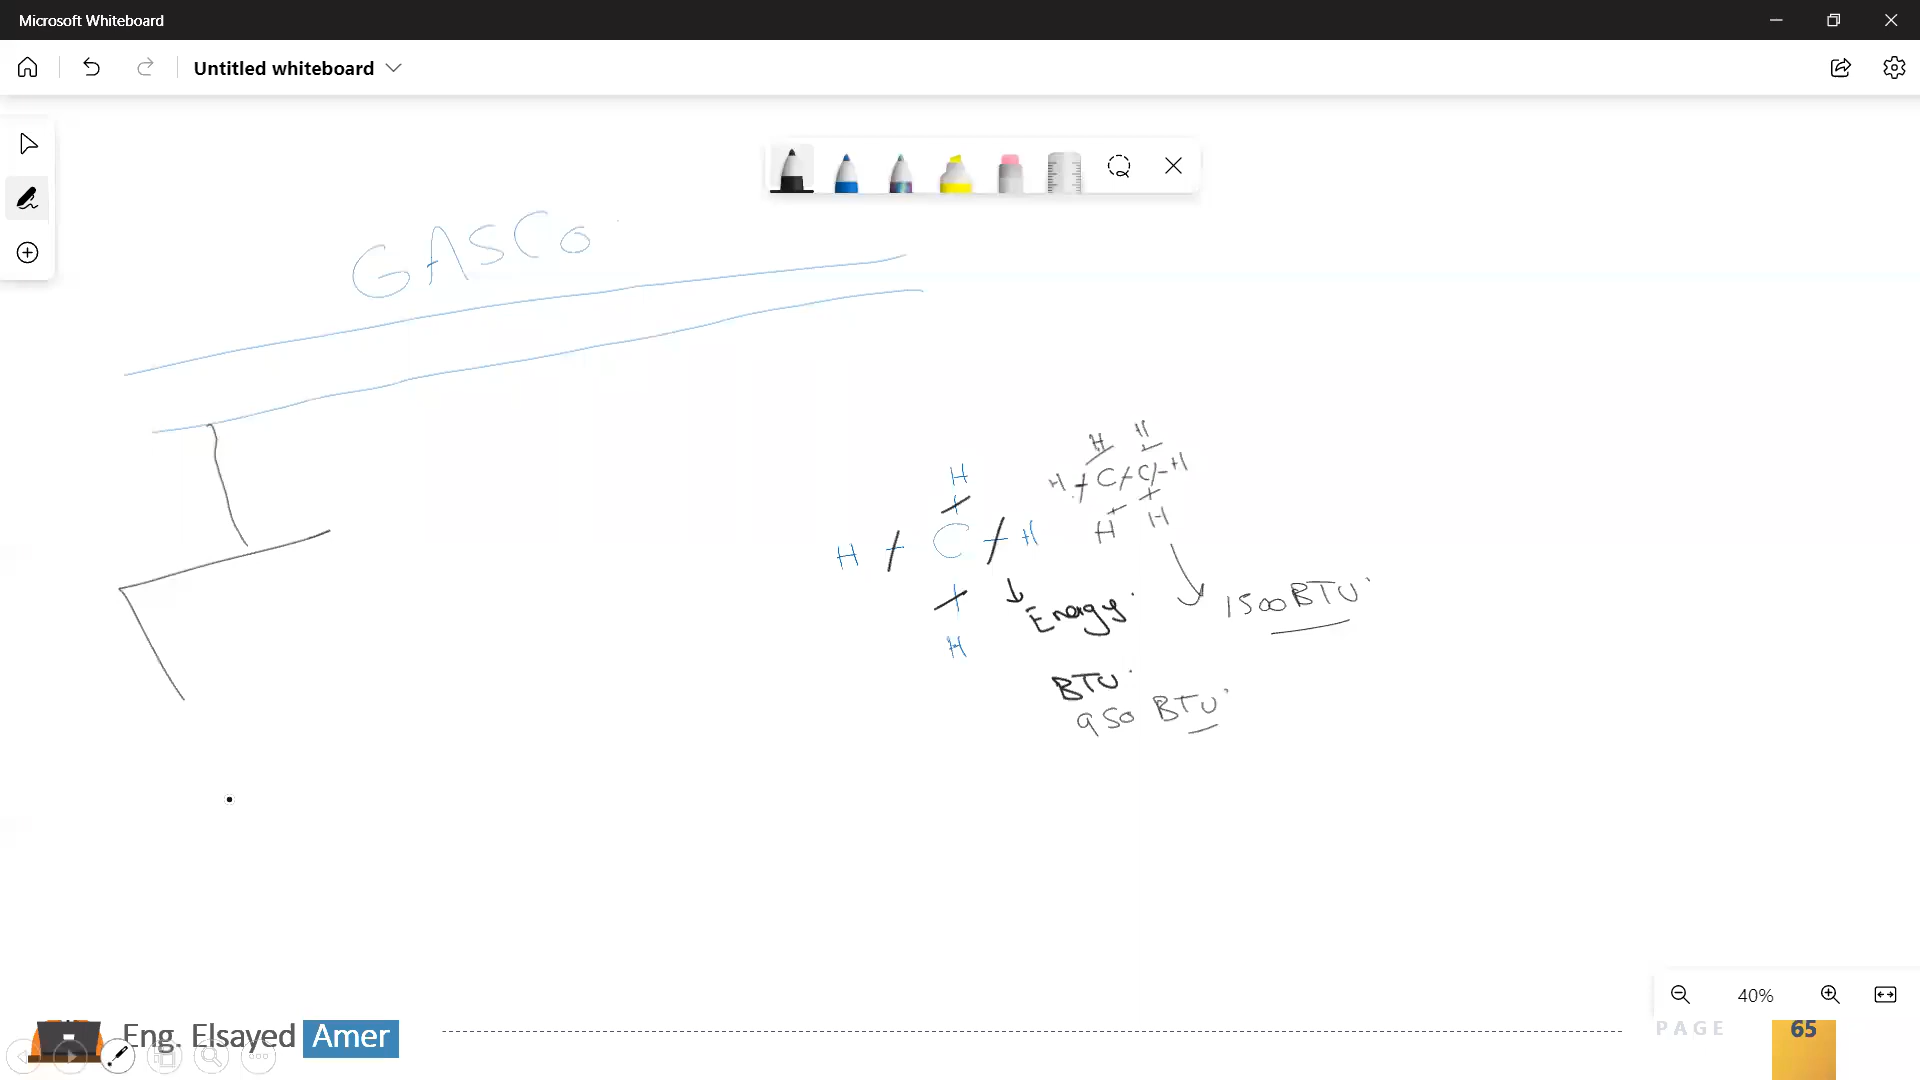 Microsoft Whiteboard
Untitled whiteboard
GASCo
H
H C H
H
H H
H C C H
H H
Energy
1500 BTU
BTU
950 BTU
40%
Eng. Elsayed Amer
PAGE
65